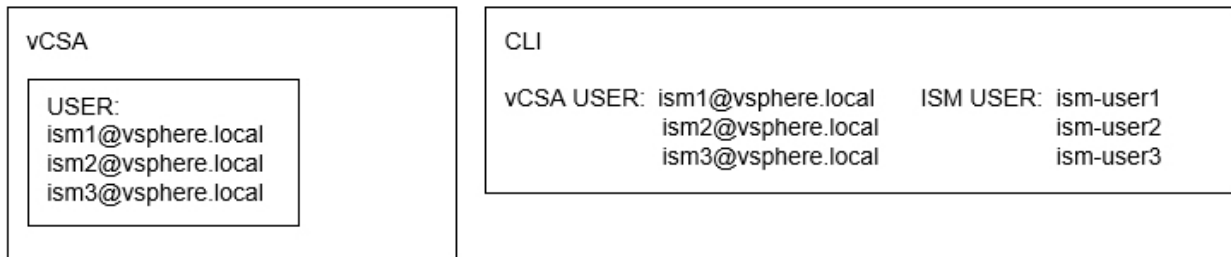 vCSA
USER:
ism1@vsphere.local
ism2@vsphere.local
ism3@vsphere.local
CLI
vCSA USER: ism1@vsphere.local ISM USER: ism-user1
ism2@vsphere.local ism-user2
ism3@vsphere.local ism-user3